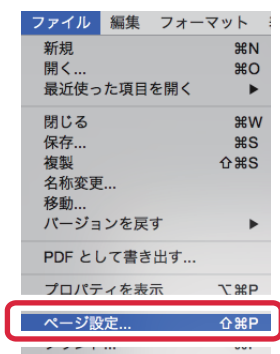 ファイル 編集 フォーマット
新規 ⌘N
開く... ⌘O
最近使った項目を開く ▶
閉じる ⌘W
保存... ⌘S
複製 ⇧⌘S
名称変更...
移動...
バージョンを戻す ▶
PDF として書き出す...
プロパティを表示 ⌥⌘P
ページ設定... ⇧⌘P